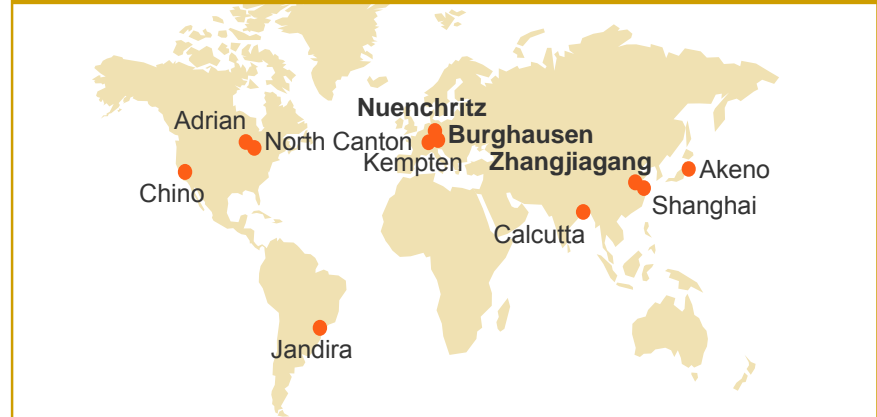 Nuenchritz
Adrian
North Canton
Burghausen
Kempten
Zhangjiagang
Akeno
Chino
Shanghai
Calcutta
Jandira